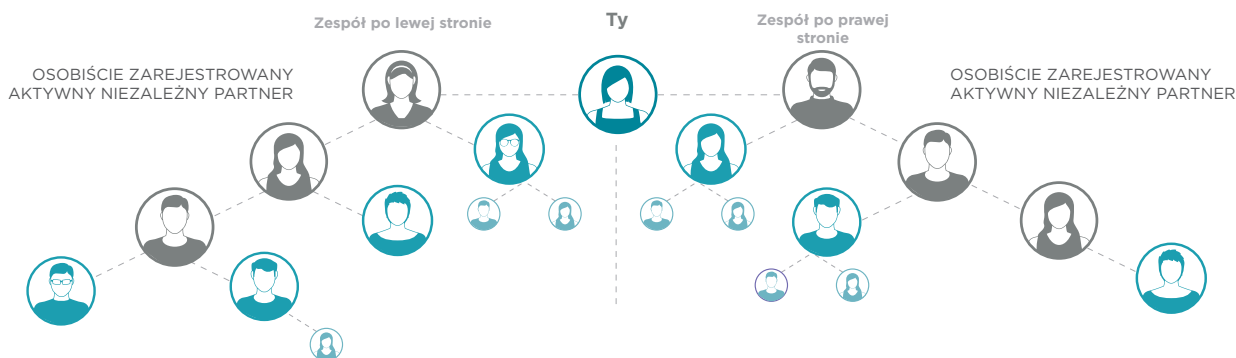 Zespół po lewej stronie
Ty
Zespół po prawej
stronie
OSOBIŚCIE ZAREJESTROWANY
AKTYWNY NIEZALEŻNY PARTNER
OSOBIŚCIE ZAREJESTROWANY
AKTYWNY NIEZALEŻNY PARTNER